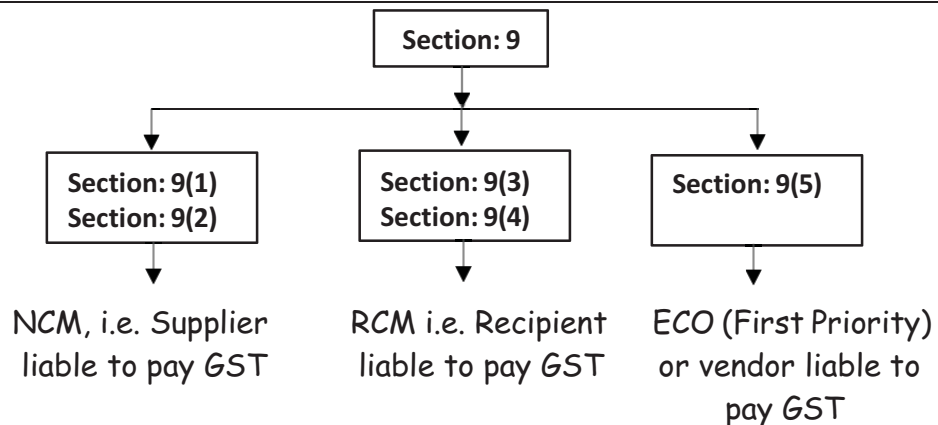 Section: 9
Section: 9(1)
Section: 9(2)
Section: 9(3)
Section: 9(4)
Section: 9(5)
NCM, i.e. Supplier
liable to pay GST
RCM i.e. Recipient
liable to pay GST
ECO (First Priority)
or vendor liable to
pay GST